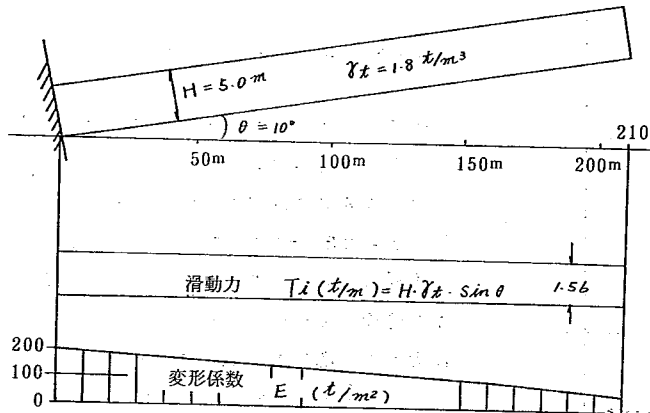 H = 5.0 m
γt = 1.8 t/m³
θ = 10°
210
50m
100m
150m
200m
滑動力 Ti (t/m) = H・γt・Sin θ
1.56
200
100
0
変形係数 E (t/m²)